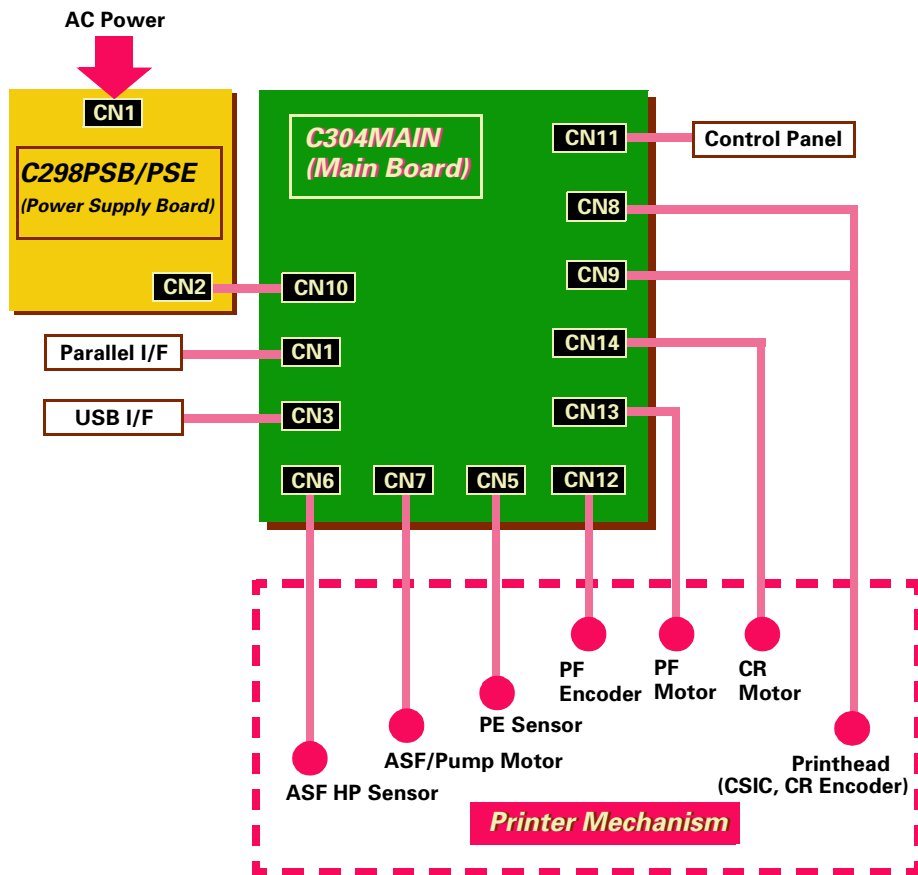 AC Power
CN1
C298PSB/PSE
(Power Supply Board)
CN2
C304MAIN
(Main Board)
CN11
Control Panel
CN8
CN9
CN10
CN14
Parallel I/F
CN1
CN13
USB I/F
CN3
CN6
CN7
CN5
CN12
PF
Encoder
PF
Motor
CR
Motor
PE Sensor
ASF/Pump Motor
ASF HP Sensor
Printhead
(CSIC, CR Encoder)
Printer Mechanism